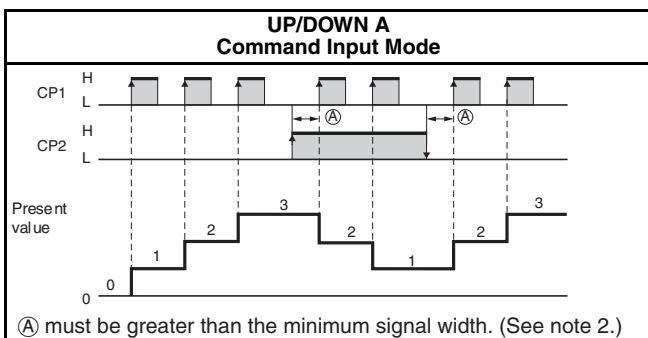 UP/DOWN A
Command Input Mode
H
CP1
L
Ⓐ Ⓐ
H
CP2
L
Present
value
3 3
2 2 2
1 1
0
0
Ⓐ must be greater than the minimum signal width. (See note 2.)